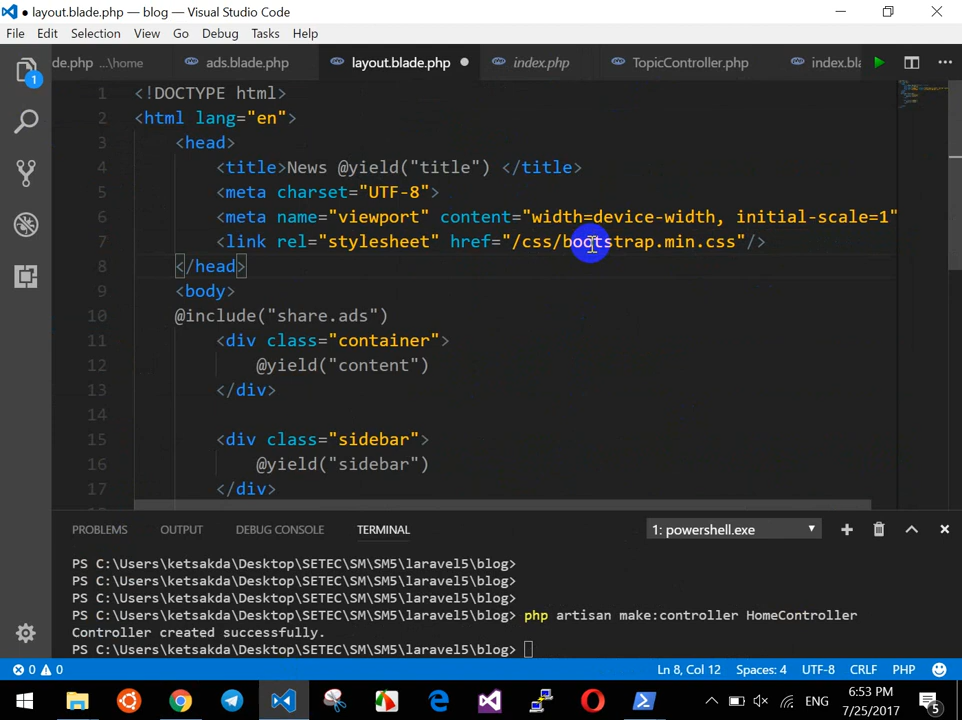 ● layout.blade.php — blog — Visual Studio Code
File Edit Selection View Go Debug Tasks Help
de.php ...\home ads.blade.php layout.blade.php ● index.php TopicController.php index.bla ...
1 <!DOCTYPE html>
2 <html lang="en">
3 <head>
4 <title>News @yield("title") </title>
5 <meta charset="UTF-8">
6 <meta name="viewport" content="width=device-width, initial-scale=1"
7 <link rel="stylesheet" href="/css/bootstrap.min.css"/>
8 </head>
9 <body>
10 @include("share.ads")
11 <div class="container">
12 @yield("content")
13 </div>
14
15 <div class="sidebar">
16 @yield("sidebar")
17 </div>
1
PROBLEMS OUTPUT DEBUG CONSOLE TERMINAL 1: powershell.exe
PS C:\Users\ketsakda\Desktop\SETEC\SM\SM5\laravel5\blog>
PS C:\Users\ketsakda\Desktop\SETEC\SM\SM5\laravel5\blog>
PS C:\Users\ketsakda\Desktop\SETEC\SM\SM5\laravel5\blog>
PS C:\Users\ketsakda\Desktop\SETEC\SM\SM5\laravel5\blog> php artisan make:controller HomeController
Controller created successfully.
PS C:\Users\ketsakda\Desktop\SETEC\SM\SM5\laravel5\blog>
0 0 Ln 8, Col 12 Spaces: 4 UTF-8 CRLF PHP
ENG
6:53 PM
7/25/2017
5